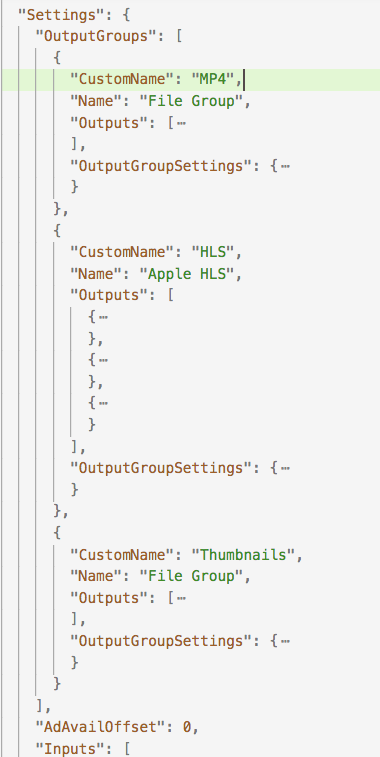 "Settings": {
"OutputGroups": [
{
"CustomName": "MP4",
"Name": "File Group",
"Outputs": [⋯
],
"OutputGroupSettings": {⋯
}
},
{
"CustomName": "HLS",
"Name": "Apple HLS",
"Outputs": [
{⋯
},
{⋯
},
{⋯
}
],
"OutputGroupSettings": {⋯
}
},
{
"CustomName": "Thumbnails",
"Name": "File Group",
"Outputs": [⋯
],
"OutputGroupSettings": {⋯
}
}
],
"AdAvailOffset": 0,
"Inputs": [